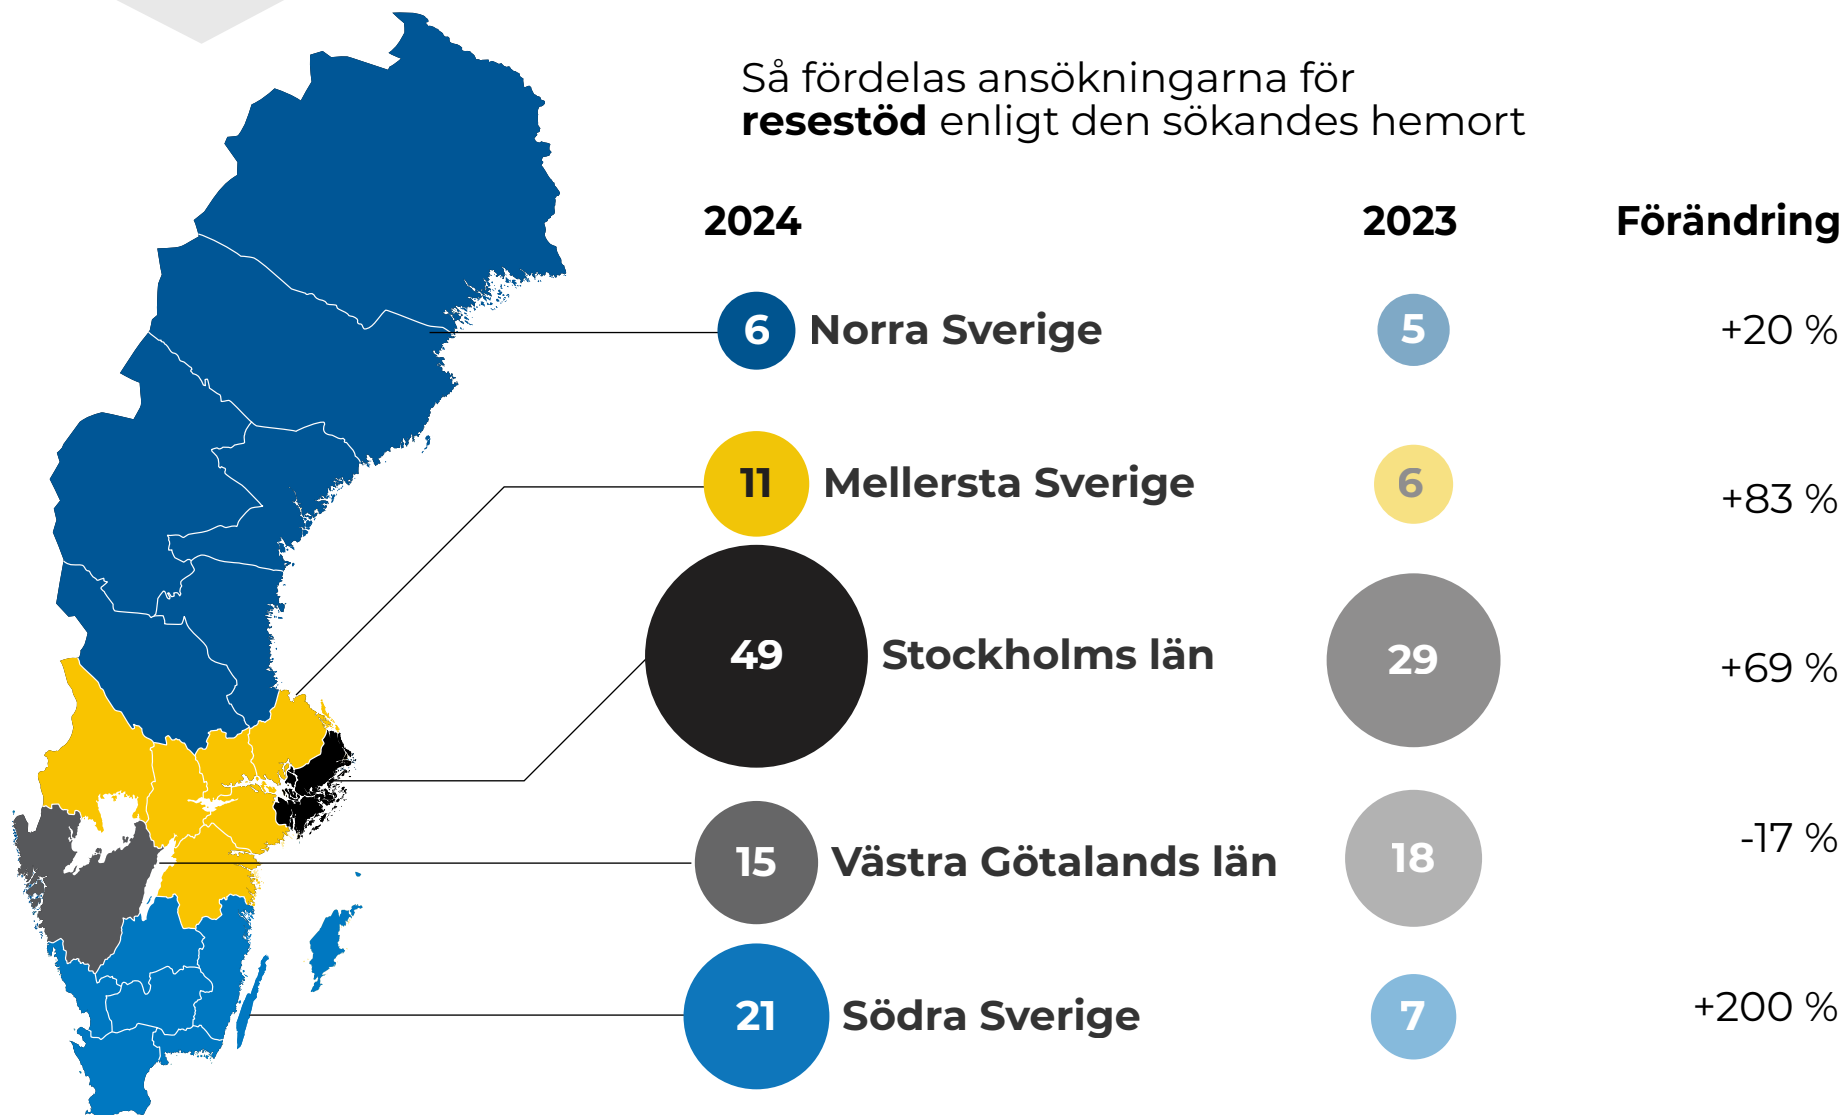 Så fördelas ansökningarna för
resestöd enligt den sökandes hemort
2024 2023 Förändring
6 Norra Sverige 5 +20 %
11 Mellersta Sverige 6 +83 %
49 Stockholms län 29 +69 %
15 Västra Götalands län 18 -17 %
21 Södra Sverige 7 +200 %